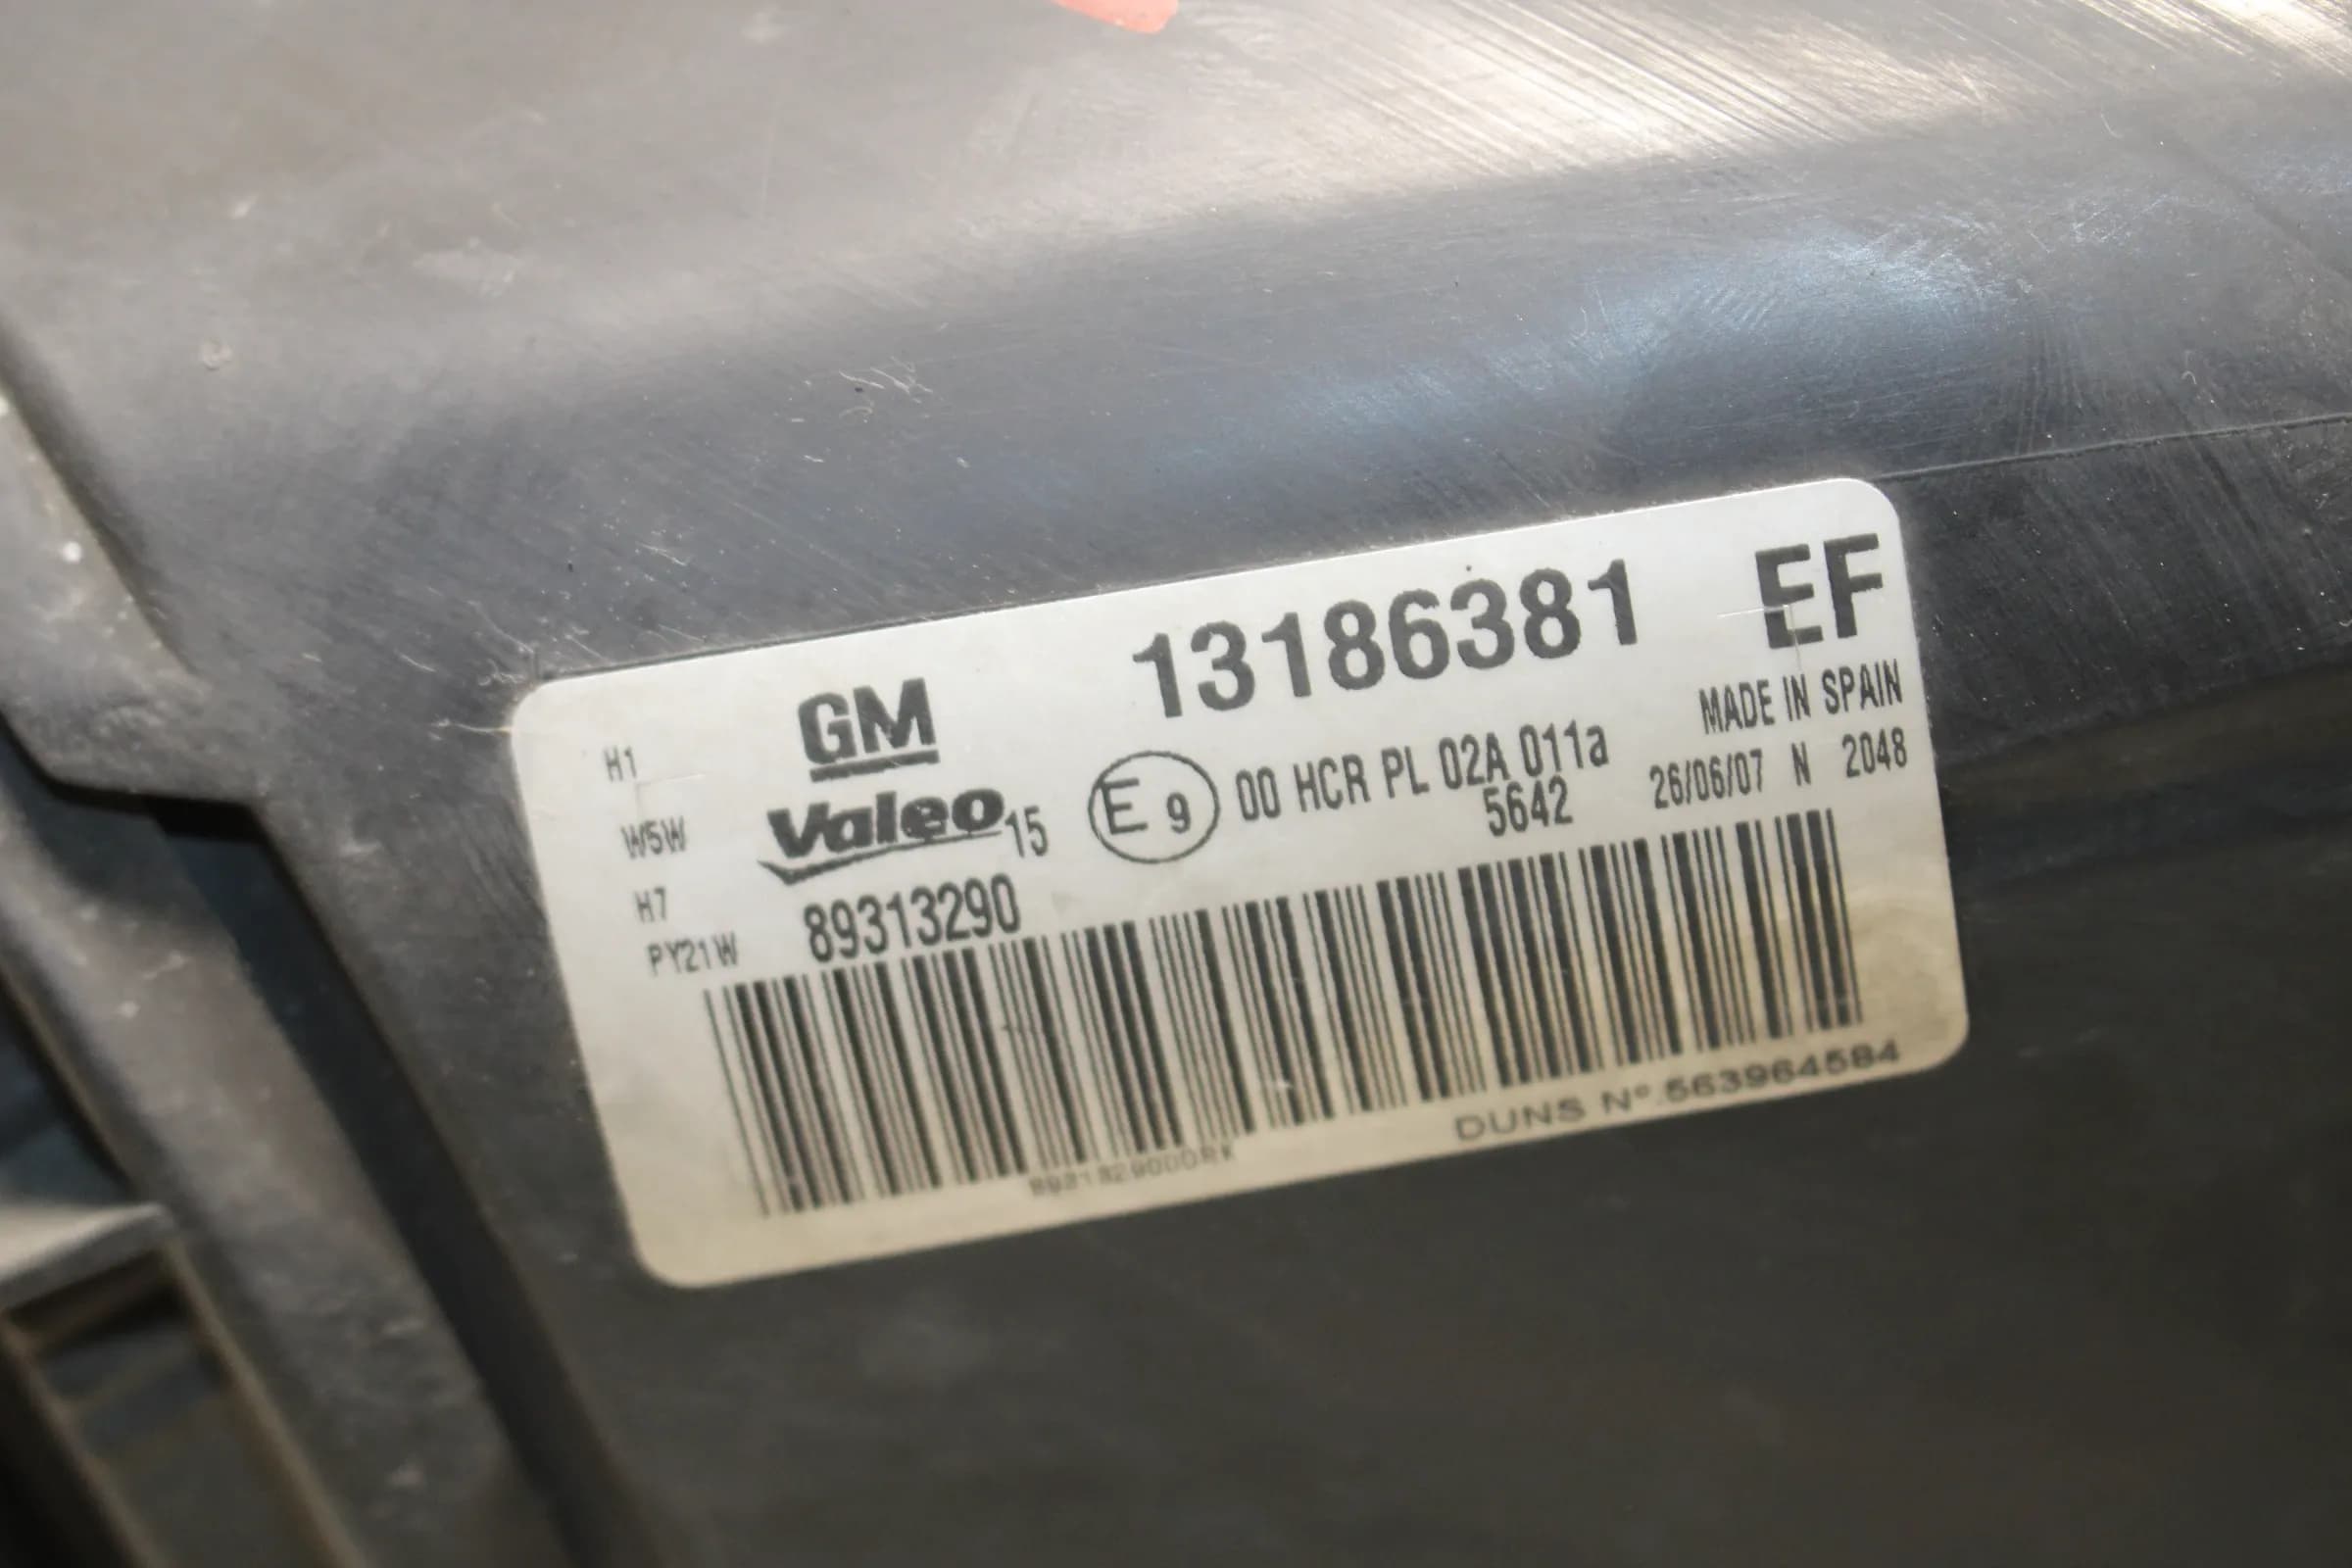 GM 13186381 EF
MADE IN SPAIN
H1
W5W
H7
PY21W
Valeo 15 E 9 00 HCR PL 02A 011a
5642
26/06/07 N 2048
89313290
DUNS N°.563964584